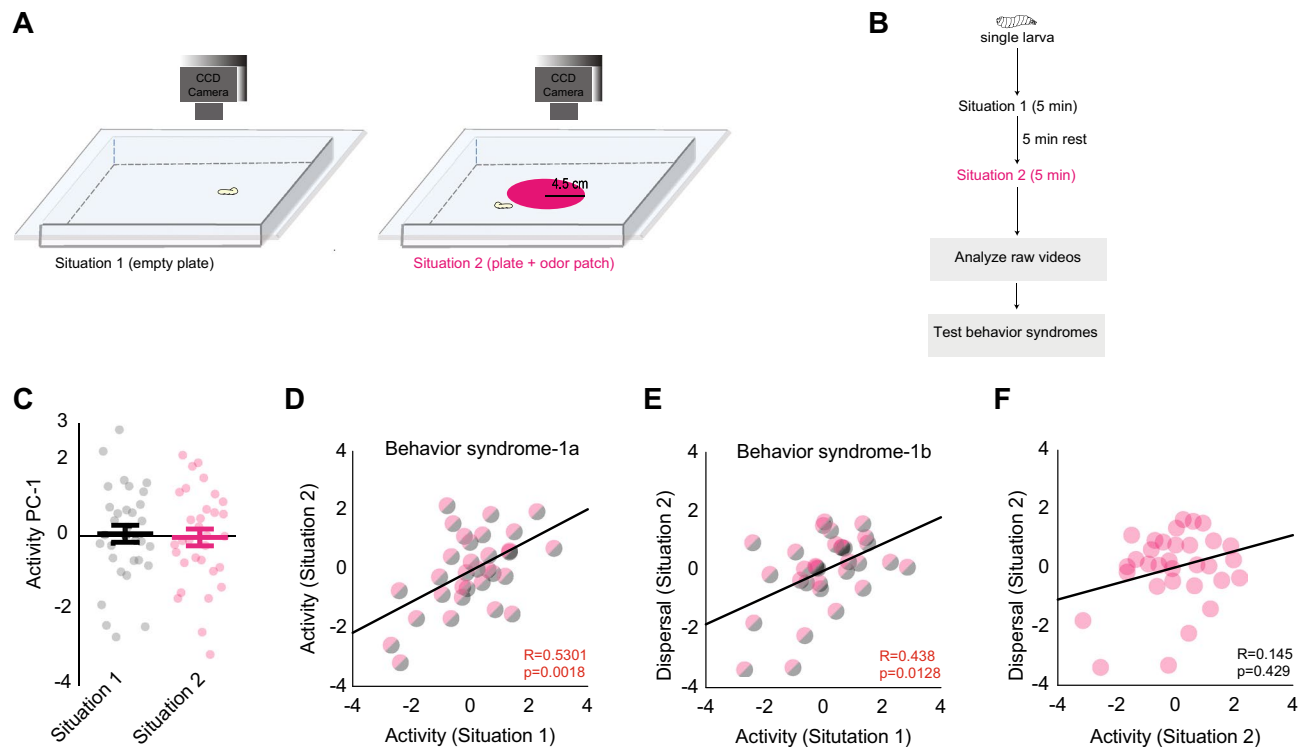 A
CCD
Camera
CCD
Camera
4.5 cm
Situation 1 (empty plate)
Situation 2 (plate + odor patch)
B
single larva
Situation 1 (5 min)
5 min rest
Situation 2 (5 min)
Analyze raw videos
Test behavior syndromes
C
Activity PC-1
3
2
0
-2
-4
Situation 1
Situation 2
D
Behavior syndrome-1a
Activity (Situation 2)
4
2
0
-2
-4
R=0.5301
p=0.0018
-4 -2 0 2 4
Activity (Situation 1)
E
Behavior syndrome-1b
Dispersal (Situation 2)
4
2
0
-2
-4
R=0.438
p=0.0128
-4 -2 0 2 4
Activity (Situtation 1)
F
Dispersal (Situation 2)
4
2
0
-2
-4
R=0.145
p=0.429
-4 -2 0 2 4
Activity (Situation 2)